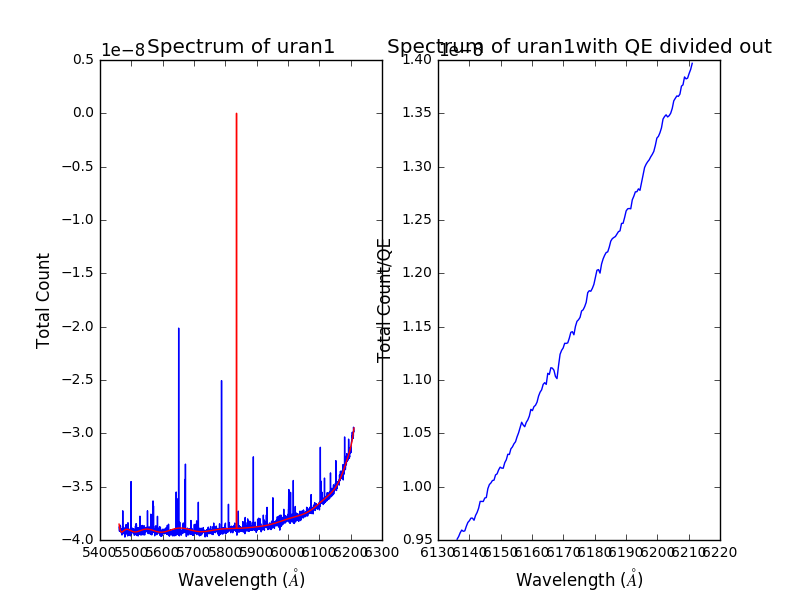 Spectrum of uran1
1e−8
0.5
0.0
−0.5
−1.0
−1.5
−2.0
−2.5
−3.0
−3.5
−4.0
Total Count
5400 5500 5600 5700 5800 5900 6000 6100 6200 6300
Wavelength (Å)
Spectrum of uran1with QE divided out
1e−8
1.40
1.35
1.30
1.25
1.20
1.15
1.10
1.05
1.00
0.95
Total Count/QE
6130 6140 6150 6160 6170 6180 6190 6200 6210 6220
Wavelength (Å)